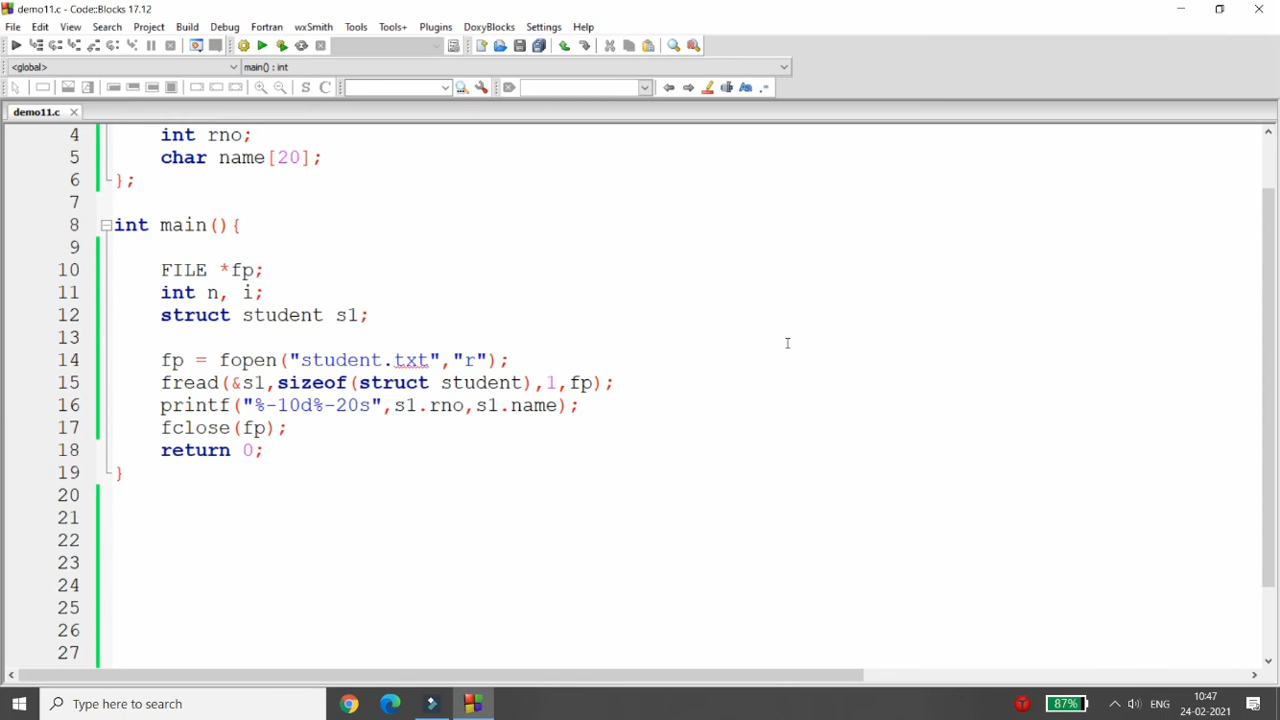 demo11.c - Code::Blocks 17.12
File Edit View Search Project Build Debug Fortran wxSmith Tools Tools+ Plugins DoxyBlocks Settings Help
<global> main() : int
S C
demo11.c
4 int rno;
5 char name[20];
6 };
7
8 int main(){
9
10 FILE *fp;
11 int n, i;
12 struct student s1;
13
14 fp = fopen("student.txt","r");
15 fread(&s1,sizeof(struct student),1,fp);
16 printf("%-10d%-20s",s1.rno,s1.name);
17 fclose(fp);
18 return 0;
19 }
20
21
22
23
24
25
26
27
Type here to search 87% ENG 10:47
24-02-2021